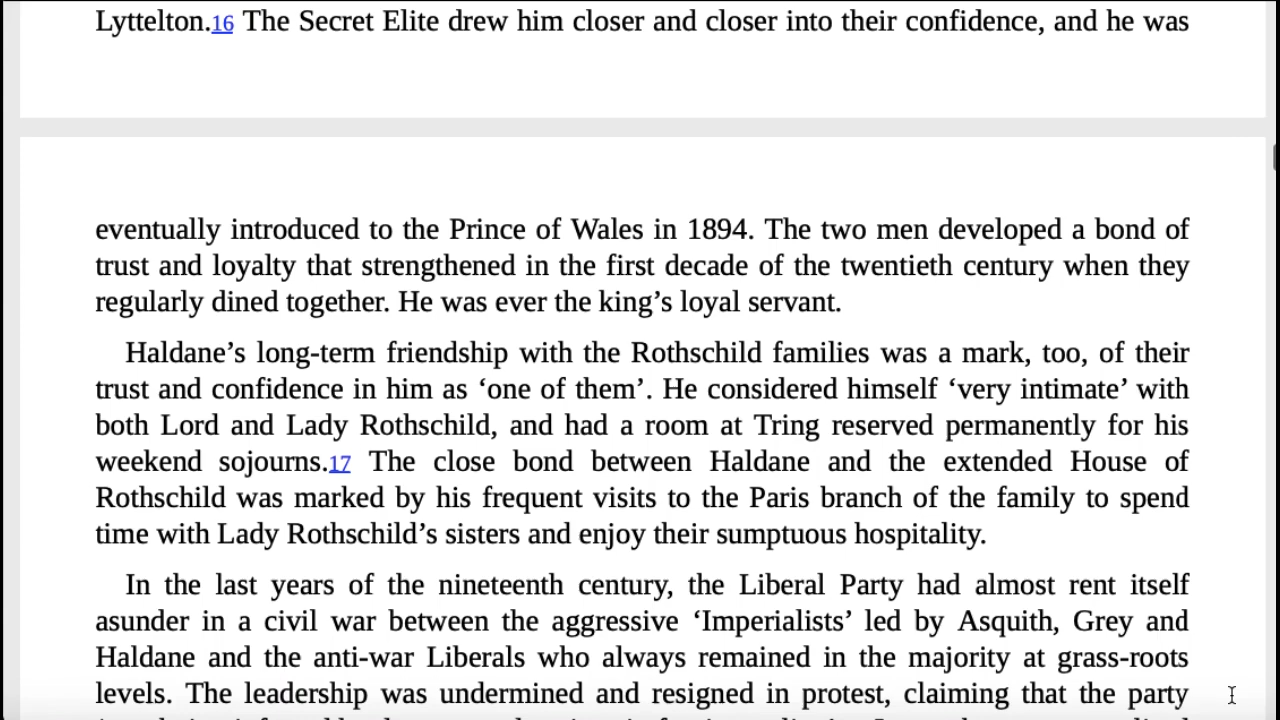 Lyttelton.16 The Secret Elite drew him closer and closer into their confidence, and he was
eventually introduced to the Prince of Wales in 1894. The two men developed a bond of
trust and loyalty that strengthened in the first decade of the twentieth century when they
regularly dined together. He was ever the king’s loyal servant.
Haldane’s long-term friendship with the Rothschild families was a mark, too, of their
trust and confidence in him as ‘one of them’. He considered himself ‘very intimate’ with
both Lord and Lady Rothschild, and had a room at Tring reserved permanently for his
weekend sojourns.17 The close bond between Haldane and the extended House of
Rothschild was marked by his frequent visits to the Paris branch of the family to spend
time with Lady Rothschild’s sisters and enjoy their sumptuous hospitality.
In the last years of the nineteenth century, the Liberal Party had almost rent itself
asunder in a civil war between the aggressive ‘Imperialists’ led by Asquith, Grey and
Haldane and the anti-war Liberals who always remained in the majority at grass-roots
levels. The leadership was undermined and resigned in protest, claiming that the party